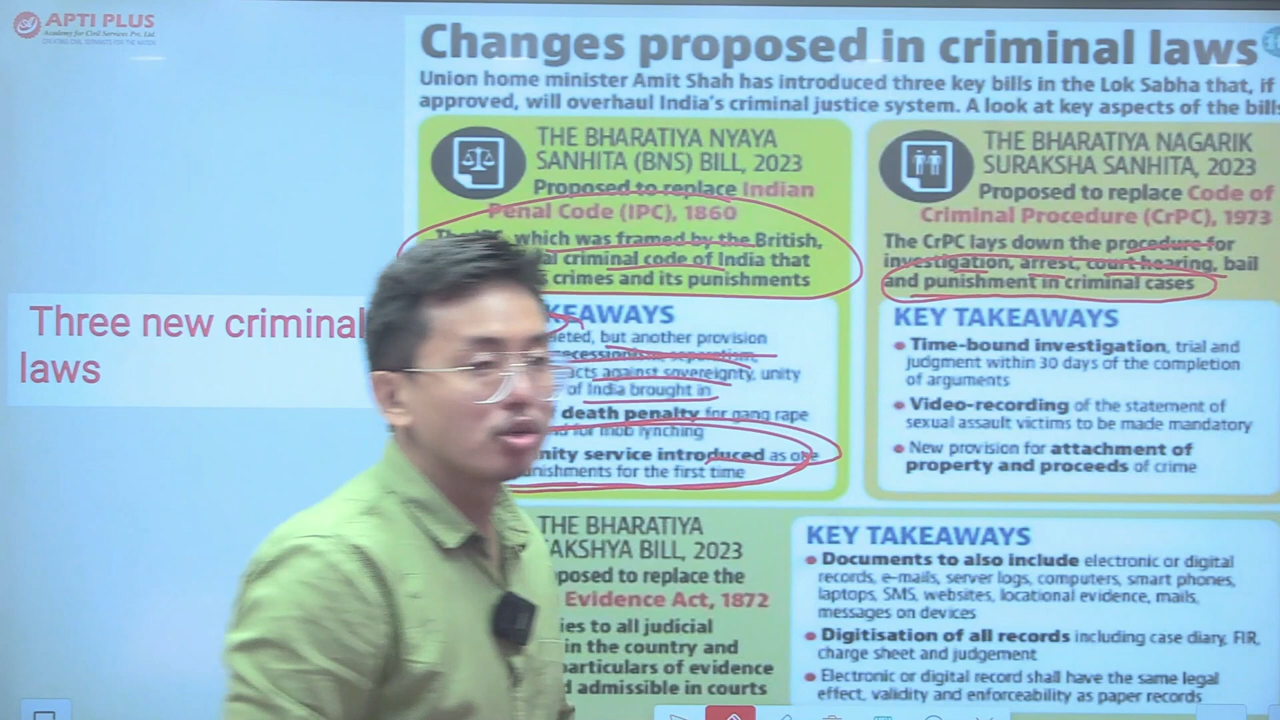 APTI PLUS
Academy for Civil Services Pvt. Ltd.
CREATING CIVIL SERVANTS FOR THE NATION
Three new criminal
laws
Changes proposed in criminal laws
Union home minister Amit Shah has introduced three key bills in the Lok Sabha that, if
approved, will overhaul India's criminal justice system. A look at key aspects of the bills
THE BHARATIYA NYAYA
SANHITA (BNS) BILL, 2023
Proposed to replace Indian
Penal Code (IPC), 1860
which was framed by the British,
criminal code of India that
crimes and its punishments
KEAWAYS
but another provision
secessionism, separatism,
acts against sovereignty, unity
of India brought in
death penalty for gang rape
for mob lynching
service introduced as one
punishments for the first time
THE BHARATIYA NAGARIK
SURAKSHA SANHITA, 2023
Proposed to replace Code of
Criminal Procedure (CrPC), 1973
The CrPC lays down the procedure for
investigation, arrest, court hearing, bail
and punishment in criminal cases
KEY TAKEAWAYS
Time-bound investigation, trial and
judgment within 30 days of the completion
of arguments
Video-recording of the statement of
sexual assault victims to be made mandatory
New provision for attachment of
property and proceeds of crime
THE BHARATIYA
AKSHYA BILL, 2023
posed to replace the
Evidence Act, 1872
ies to all judicial
in the country and
particulars of evidence
admissible in courts
KEY TAKEAWAYS
Documents to also include electronic or digital
records, e-mails, server logs, computers, smart phones,
laptops, SMS, websites, locational evidence, mails,
messages on devices
Digitisation of all records including case diary, FIR,
charge sheet and judgement
Electronic or digital record shall have the same legal
effect, validity and enforceability as paper records